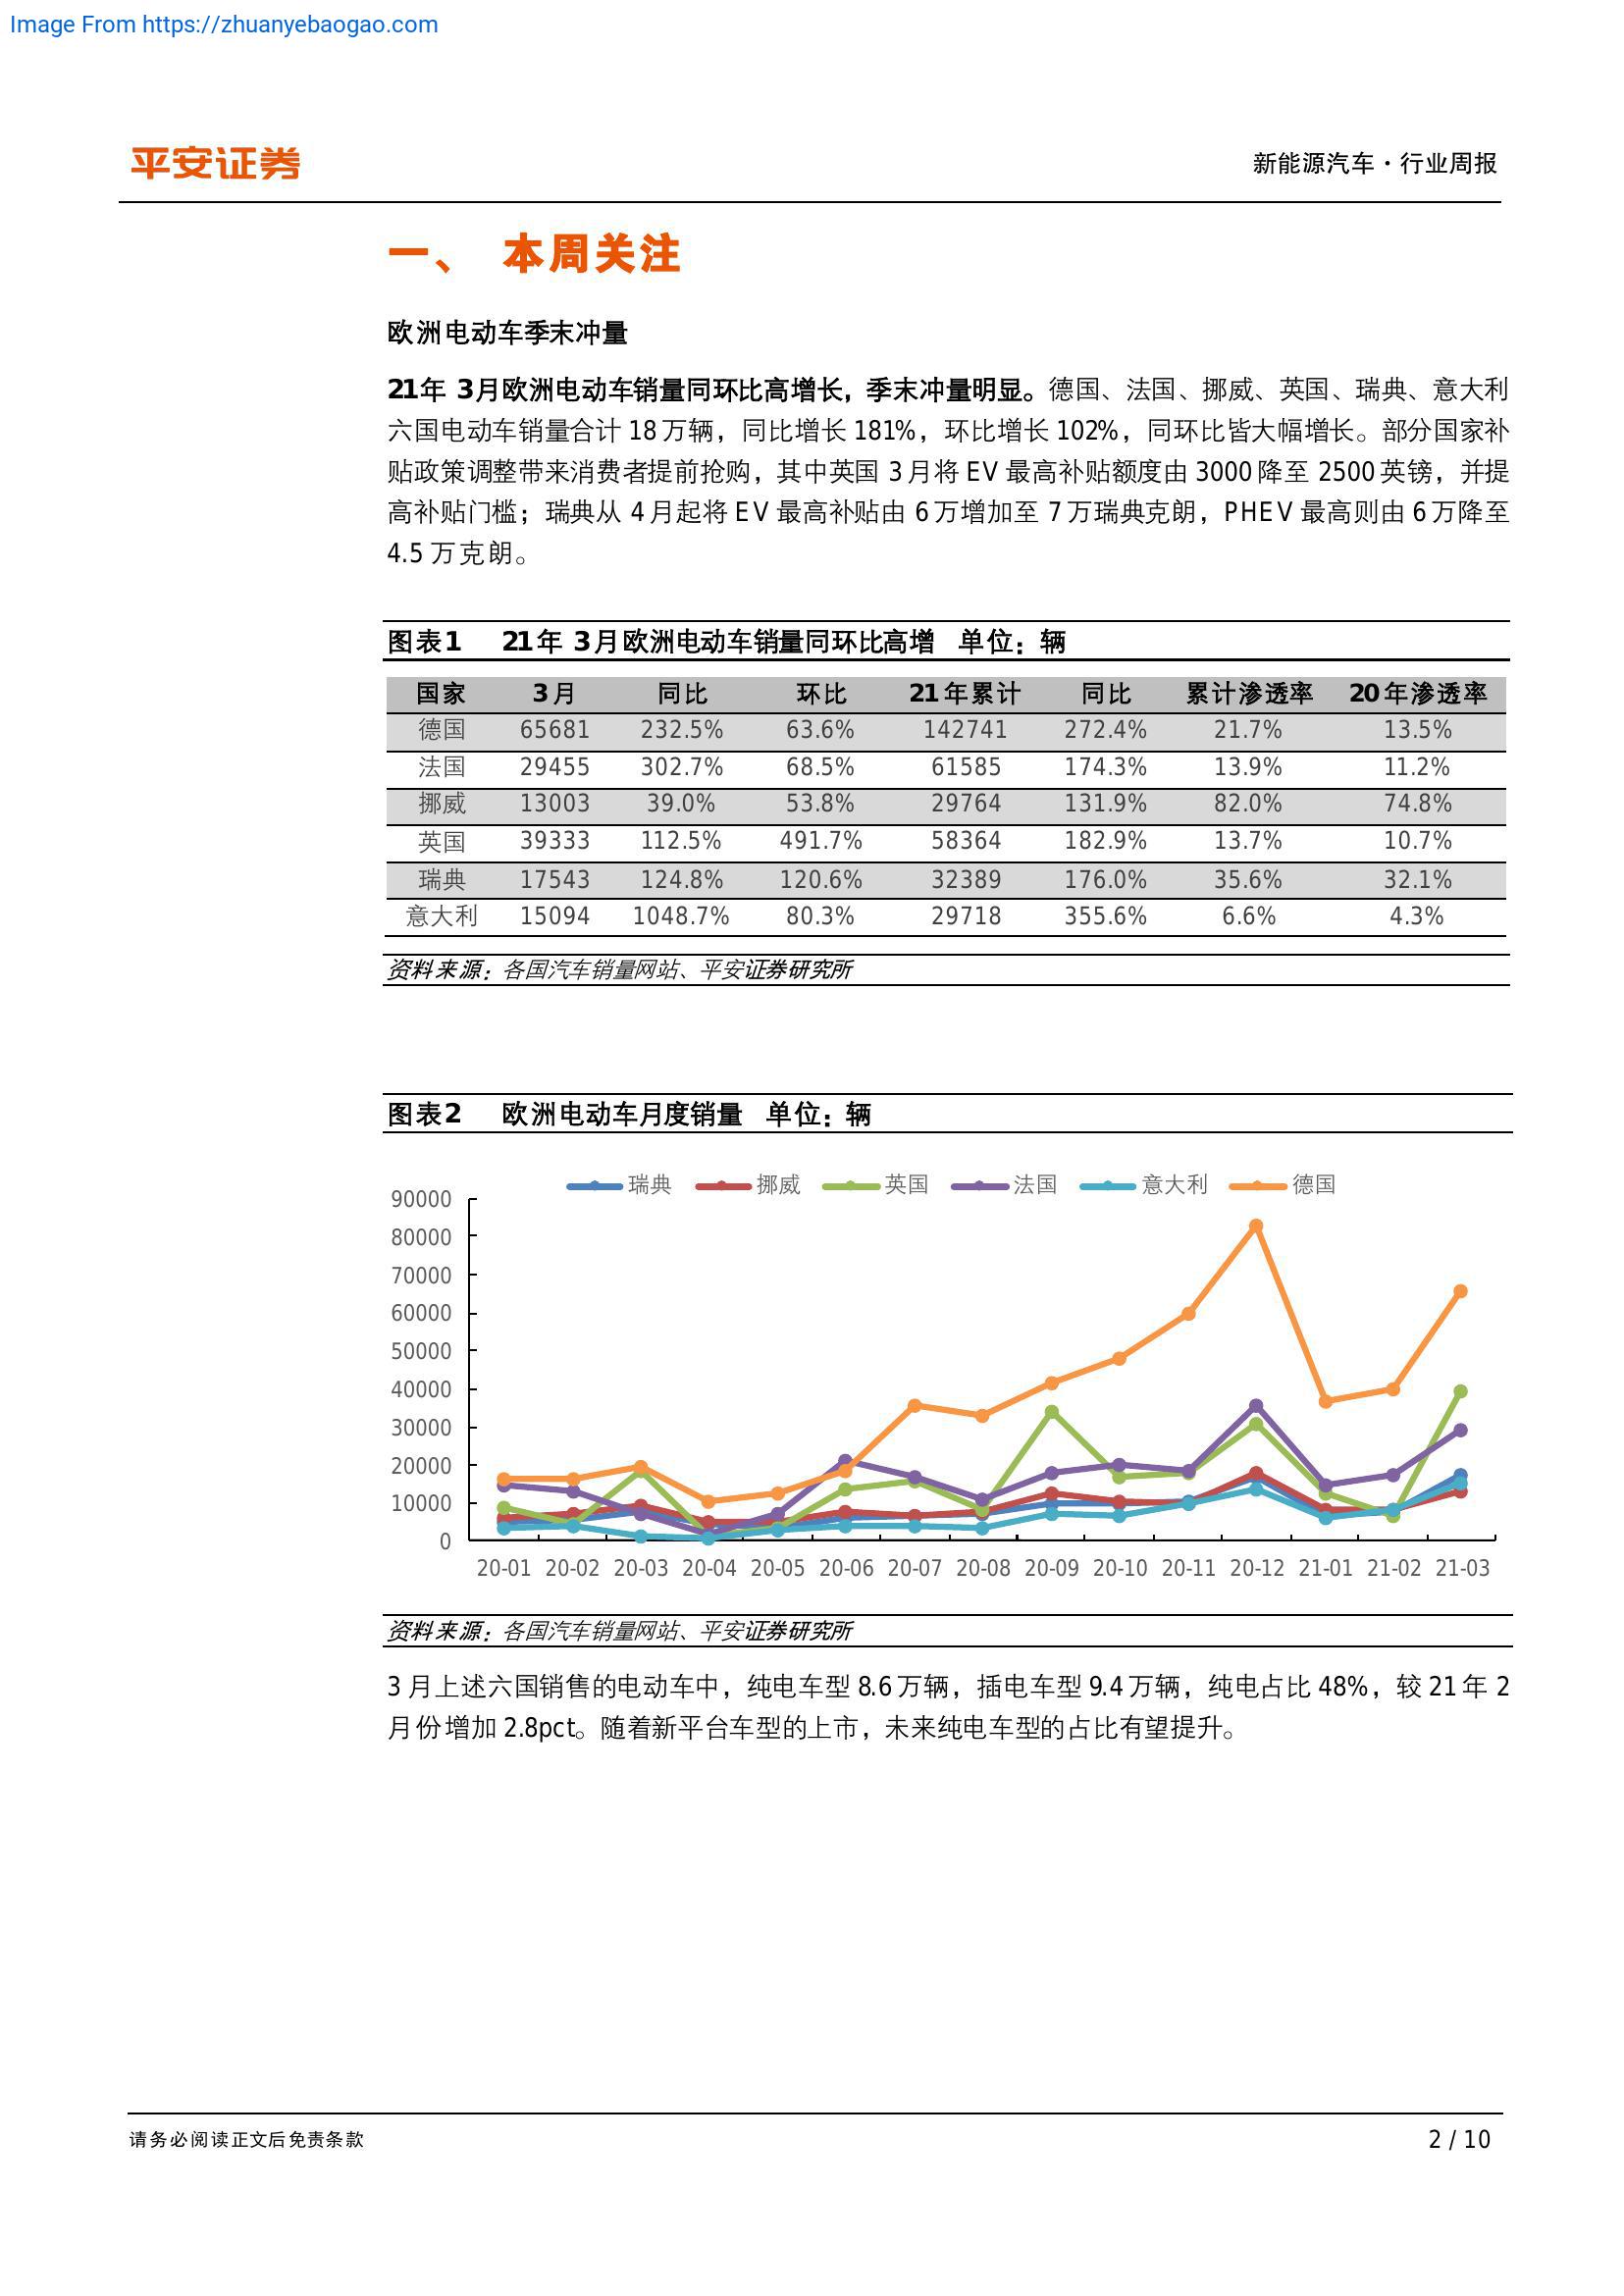 Image From https://zhuanyebaogao.com
平安证券
新能源汽车·行业周报
一、 本周关注
欧洲电动车季末冲量
21年 3月欧洲电动车销量同环比高增长，季末冲量明显。德国、法国、挪威、英国、瑞典、意大利
六国电动车销量合计 18 万辆，同比增长 181%，环比增长 102%，同环比皆大幅增长。部分国家补
贴政策调整带来消费者提前抢购，其中英国 3 月将 EV 最高补贴额度由 3000 降至 2500 英镑，并提
高补贴门槛；瑞典从 4 月起将 EV 最高补贴由 6 万增加至 7 万瑞典克朗，PHEV 最高则由 6 万降至
4.5 万克朗。
图表1 21年 3月欧洲电动车销量同环比高增 单位：辆
国家 3月 同比 环比 21年累计 同比 累计渗透率 20年渗透率
德国 65681 232.5% 63.6% 142741 272.4% 21.7% 13.5%
法国 29455 302.7% 68.5% 61585 174.3% 13.9% 11.2%
挪威 13003 39.0% 53.8% 29764 131.9% 82.0% 74.8%
英国 39333 112.5% 491.7% 58364 182.9% 13.7% 10.7%
瑞典 17543 124.8% 120.6% 32389 176.0% 35.6% 32.1%
意大利 15094 1048.7% 80.3% 29718 355.6% 6.6% 4.3%
资料来源：各国汽车销量网站、平安证券研究所
图表2 欧洲电动车月度销量 单位：辆
瑞典 挪威 英国 法国 意大利 德国
90000
80000
70000
60000
50000
40000
30000
20000
10000
0
20-01 20-02 20-03 20-04 20-05 20-06 20-07 20-08 20-09 20-10 20-11 20-12 21-01 21-02 21-03
资料来源：各国汽车销量网站、平安证券研究所
3 月上述六国销售的电动车中，纯电车型 8.6 万辆，插电车型 9.4 万辆，纯电占比 48%，较 21 年 2
月份增加 2.8pct。随着新平台车型的上市，未来纯电车型的占比有望提升。
请务必阅读正文后免责条款
2 / 10